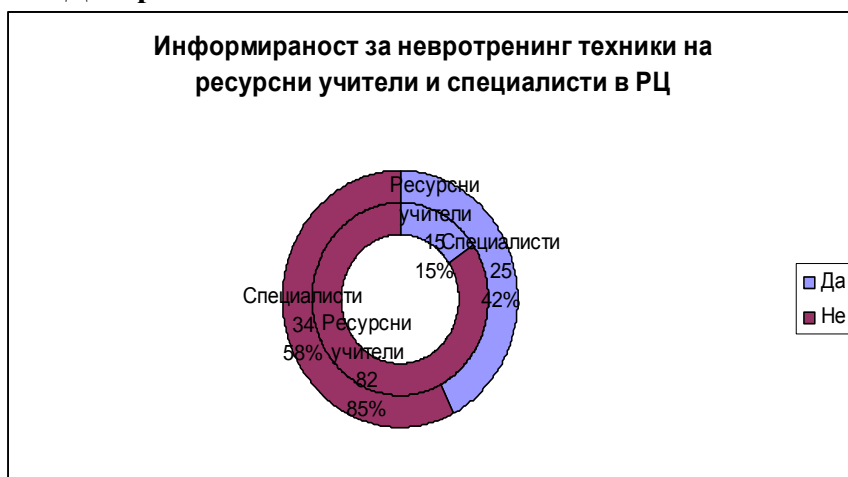 Информираност за невротренинг техники на
ресурсни учители и специалисти в РЦ
Ресурсни
учители
15
15%
Специалисти
25
42%
Специалисти
34
58%
Ресурсни
учители
82
85%
Да
Не